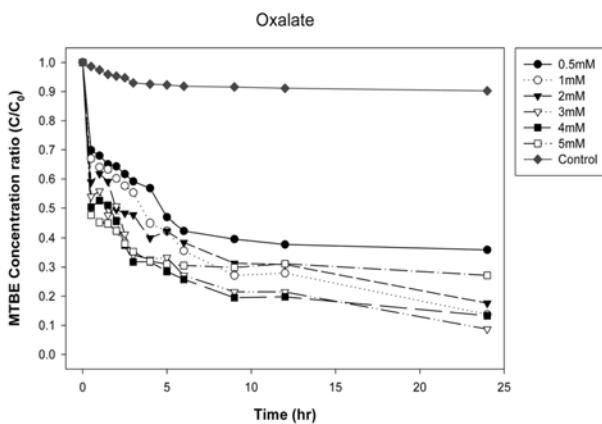 Oxalate
MTBE Concentration ratio (C/C₀)
1.0
0.9
0.8
0.7
0.6
0.5
0.4
0.3
0.2
0.1
0.0
0 5 10 15 20 25
Time (hr)
0.5mM
1mM
2mM
3mM
4mM
5mM
Control